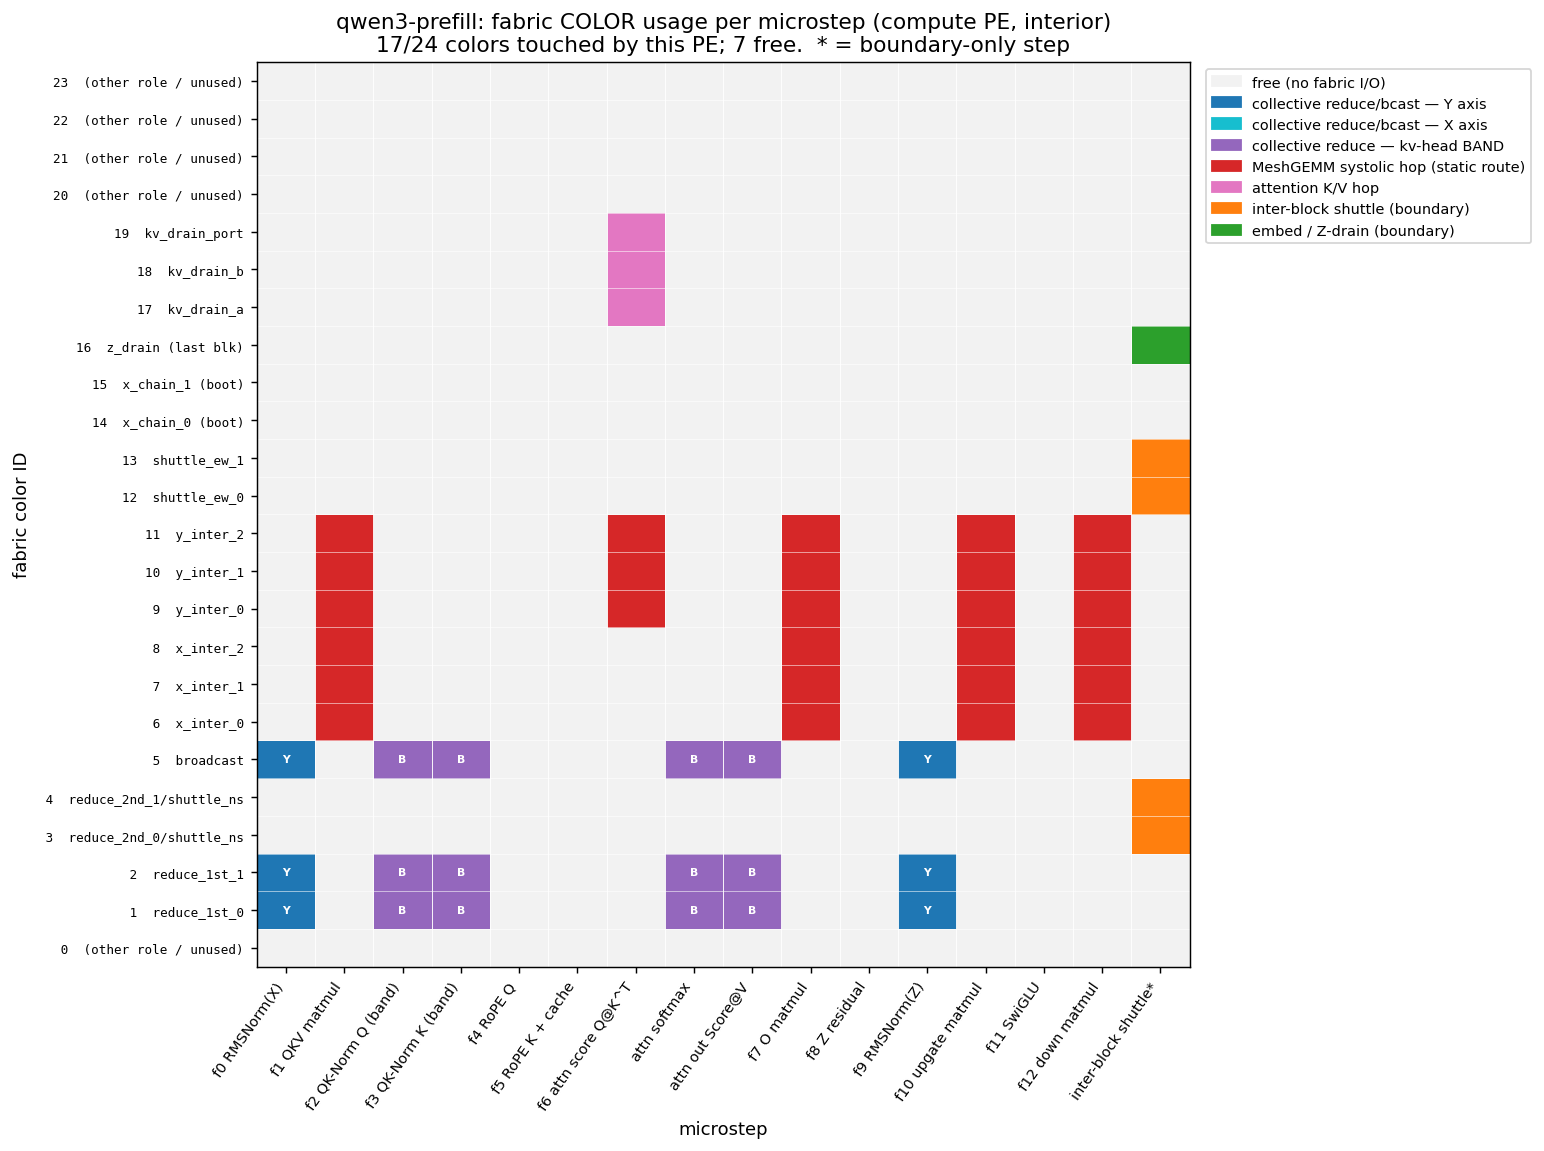 qwen3-prefill: fabric COLOR usage per microstep (compute PE, interior)
17/24 colors touched by this PE; 7 free.  * = boundary-only step
free (no fabric I/O)
collective reduce/bcast — Y axis
collective reduce/bcast — X axis
collective reduce — kv-head BAND
MeshGEMM systolic hop (static route)
attention K/V hop
inter-block shuttle (boundary)
embed / Z-drain (boundary)
fabric color ID
23  (other role / unused)
22  (other role / unused)
21  (other role / unused)
20  (other role / unused)
19  kv_drain_port
18  kv_drain_b
17  kv_drain_a
16  z_drain (last blk)
15  x_chain_1 (boot)
14  x_chain_0 (boot)
13  shuttle_ew_1
12  shuttle_ew_0
11  y_inter_2
10  y_inter_1
9  y_inter_0
8  x_inter_2
7  x_inter_1
6  x_inter_0
5  broadcast Y B B B B Y
4  reduce_2nd_1/shuttle_ns
3  reduce_2nd_0/shuttle_ns
2  reduce_1st_1 Y B B B B Y
1  reduce_1st_0 Y B B B B Y
0  (other role / unused)
f0 RMSNorm(X)
f1 QKV matmul
f2 QK-Norm Q (band)
f3 QK-Norm K (band)
f4 RoPE Q
f5 RoPE K + cache
f6 attn score Q@K^T
attn softmax
attn out Score@V
f7 O matmul
f8 Z residual
f9 RMSNorm(Z)
f10 upgate matmul
f11 SwiGLU
f12 down matmul
inter-block shuttle*
microstep